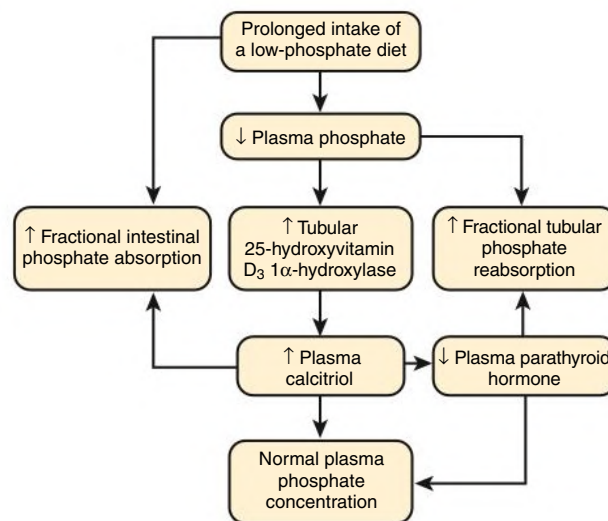 Prolonged intake of
a low-phosphate diet
↓ Plasma phosphate
↑ Fractional intestinal
phosphate absorption
↑ Tubular
25-hydroxyvitamin
D₃ 1α-hydroxylase
↑ Fractional tubular
phosphate
reabsorption
↑ Plasma
calcitriol
↓ Plasma parathyroid
hormone
Normal plasma
phosphate
concentration